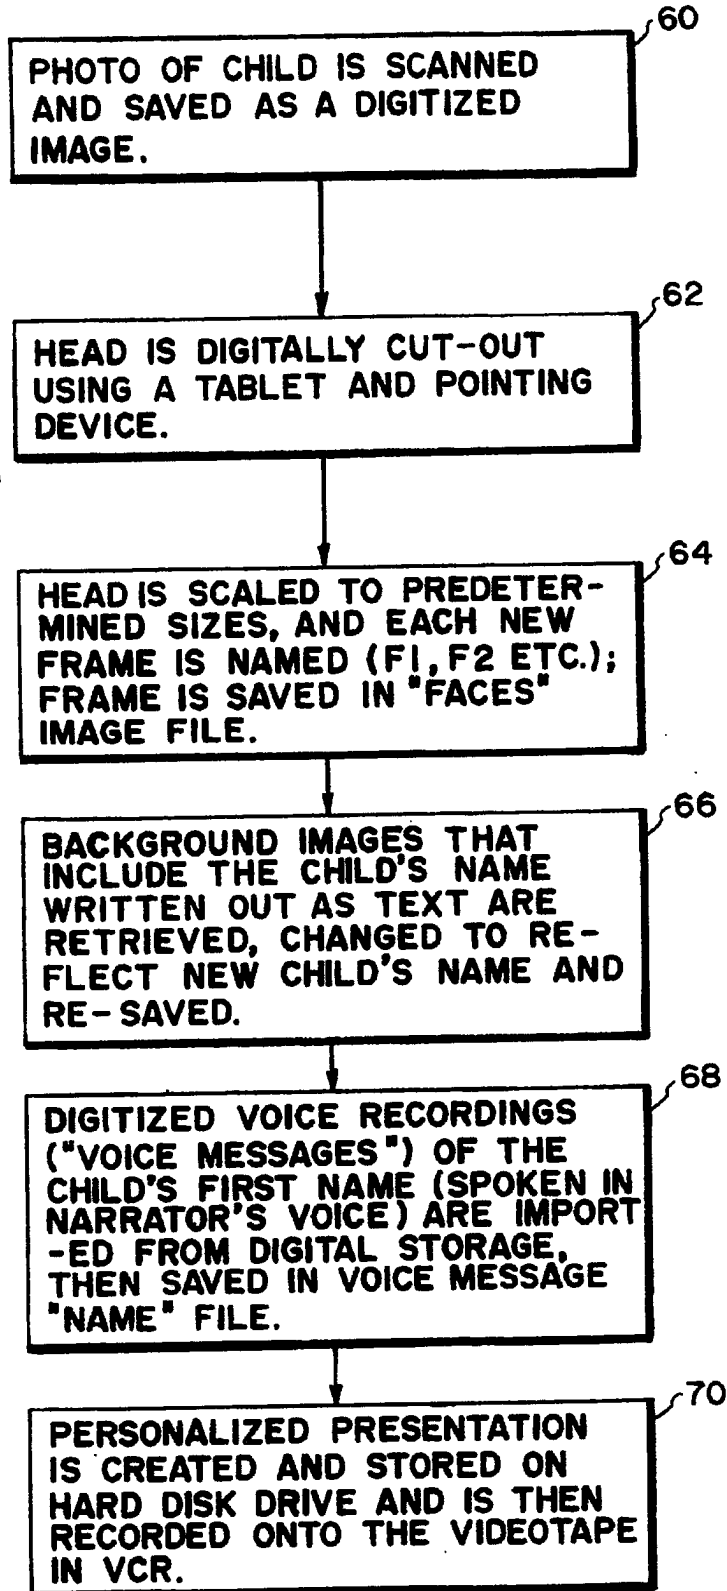 60
PHOTO OF CHILD IS SCANNED
AND SAVED AS A DIGITIZED
IMAGE.
62
HEAD IS DIGITALLY CUT-OUT
USING A TABLET AND POINTING
DEVICE.
64
HEAD IS SCALED TO PREDETER-
MINED SIZES, AND EACH NEW
FRAME IS NAMED (F1, F2 ETC.);
FRAME IS SAVED IN "FACES"
IMAGE FILE.
66
BACKGROUND IMAGES THAT
INCLUDE THE CHILD'S NAME
WRITTEN OUT AS TEXT ARE
RETRIEVED, CHANGED TO RE-
FLECT NEW CHILD'S NAME AND
RE-SAVED.
68
DIGITIZED VOICE RECORDINGS
("VOICE MESSAGES") OF THE
CHILD'S FIRST NAME (SPOKEN IN
NARRATOR'S VOICE) ARE IMPORT
-ED FROM DIGITAL STORAGE,
THEN SAVED IN VOICE MESSAGE
"NAME" FILE.
70
PERSONALIZED PRESENTATION
IS CREATED AND STORED ON
HARD DISK DRIVE AND IS THEN
RECORDED ONTO THE VIDEOTAPE
IN VCR.